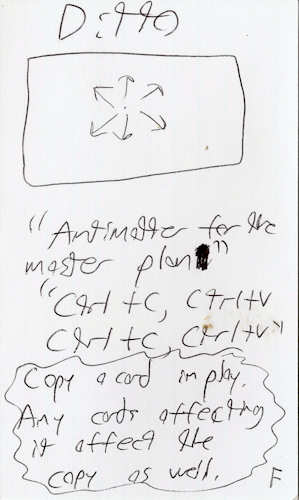 Ditto
"Antimatter for the
master plan"
"Ctrl+C, Ctrl+V
Ctrl+C, Ctrl+V"
Copy a card in play.
Any cards affecting
it affect the
copy as well.
F